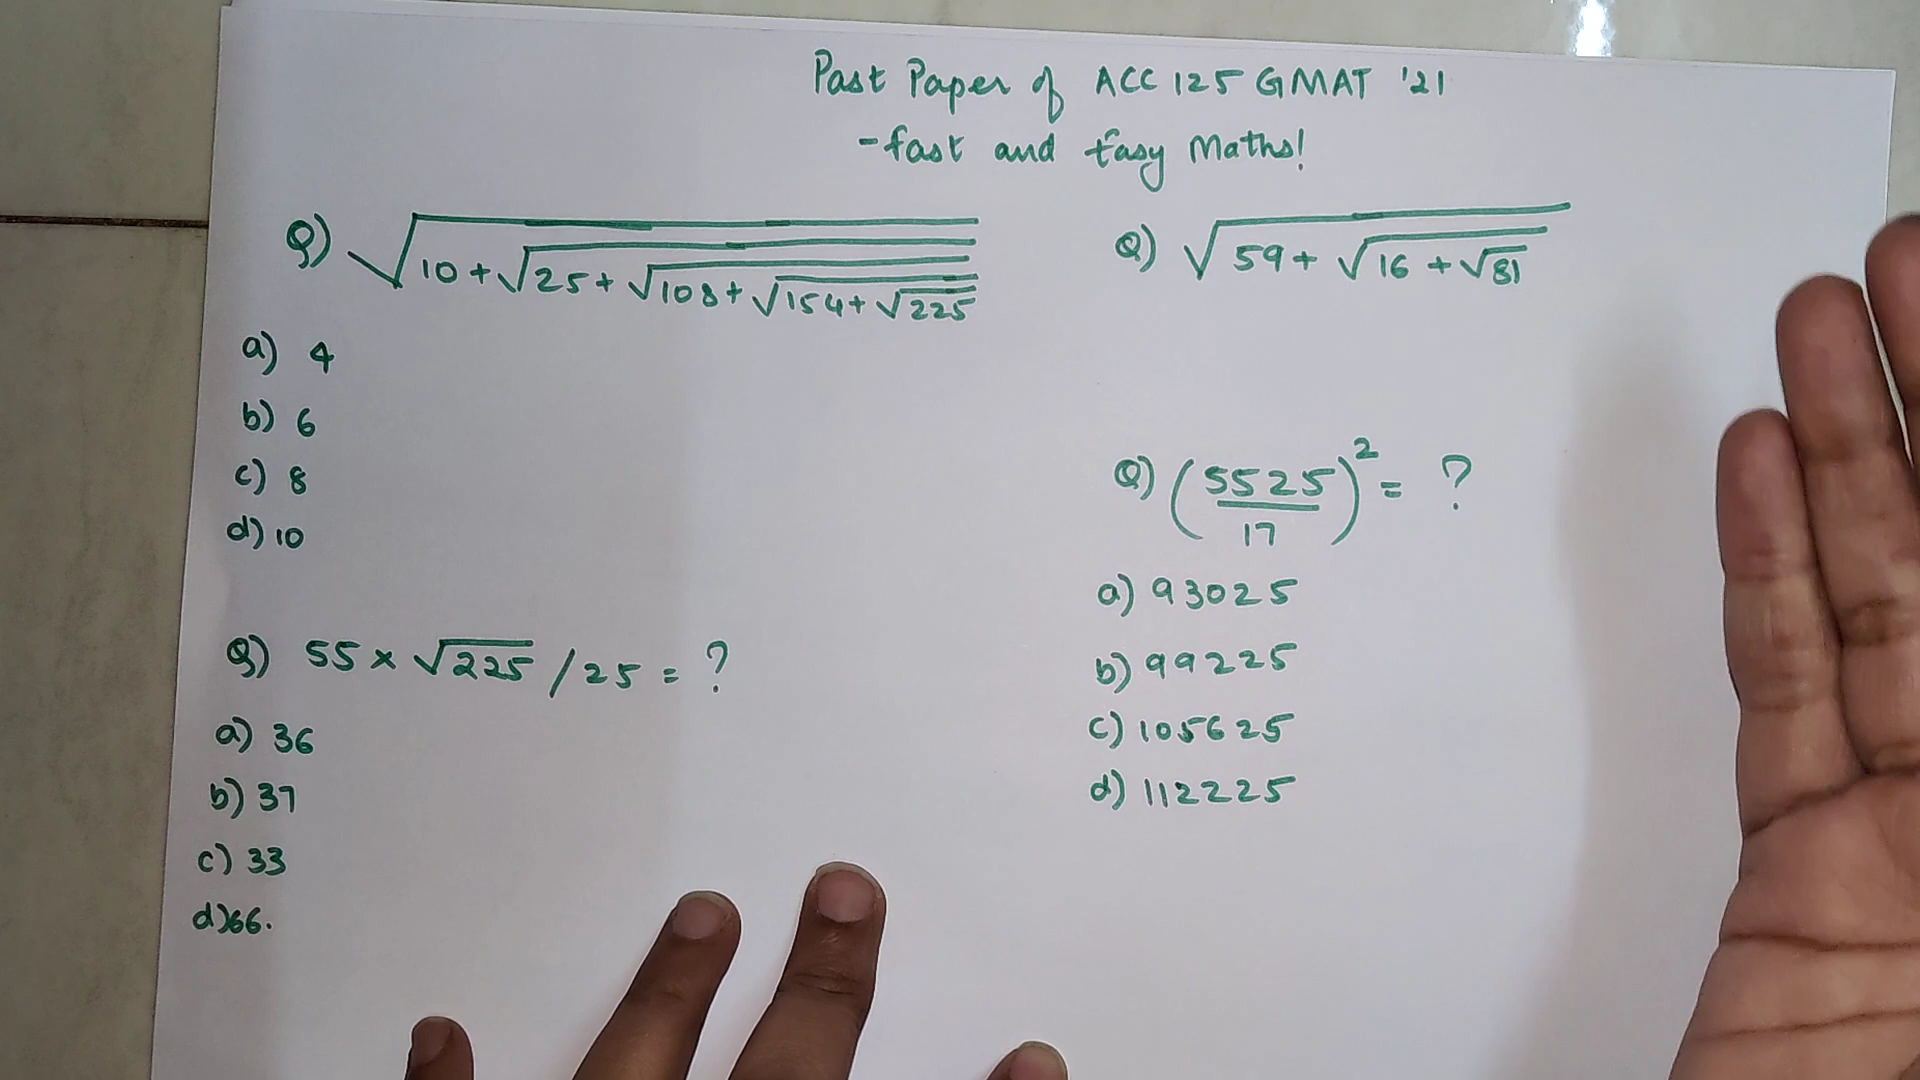 Past Paper of ACC 125 GMAT '21
- fast and Easy Maths!
Q) √10+√25+√108+√154+√225
a) 4
b) 6
c) 8
d) 10
Q) 55 × √225 / 25 = ?
a) 36
b) 37
c) 33
d) 66.
Q) √59+√16+√81
Q) (5525/17)² = ?
a) 93025
b) 99225
c) 105625
d) 112225